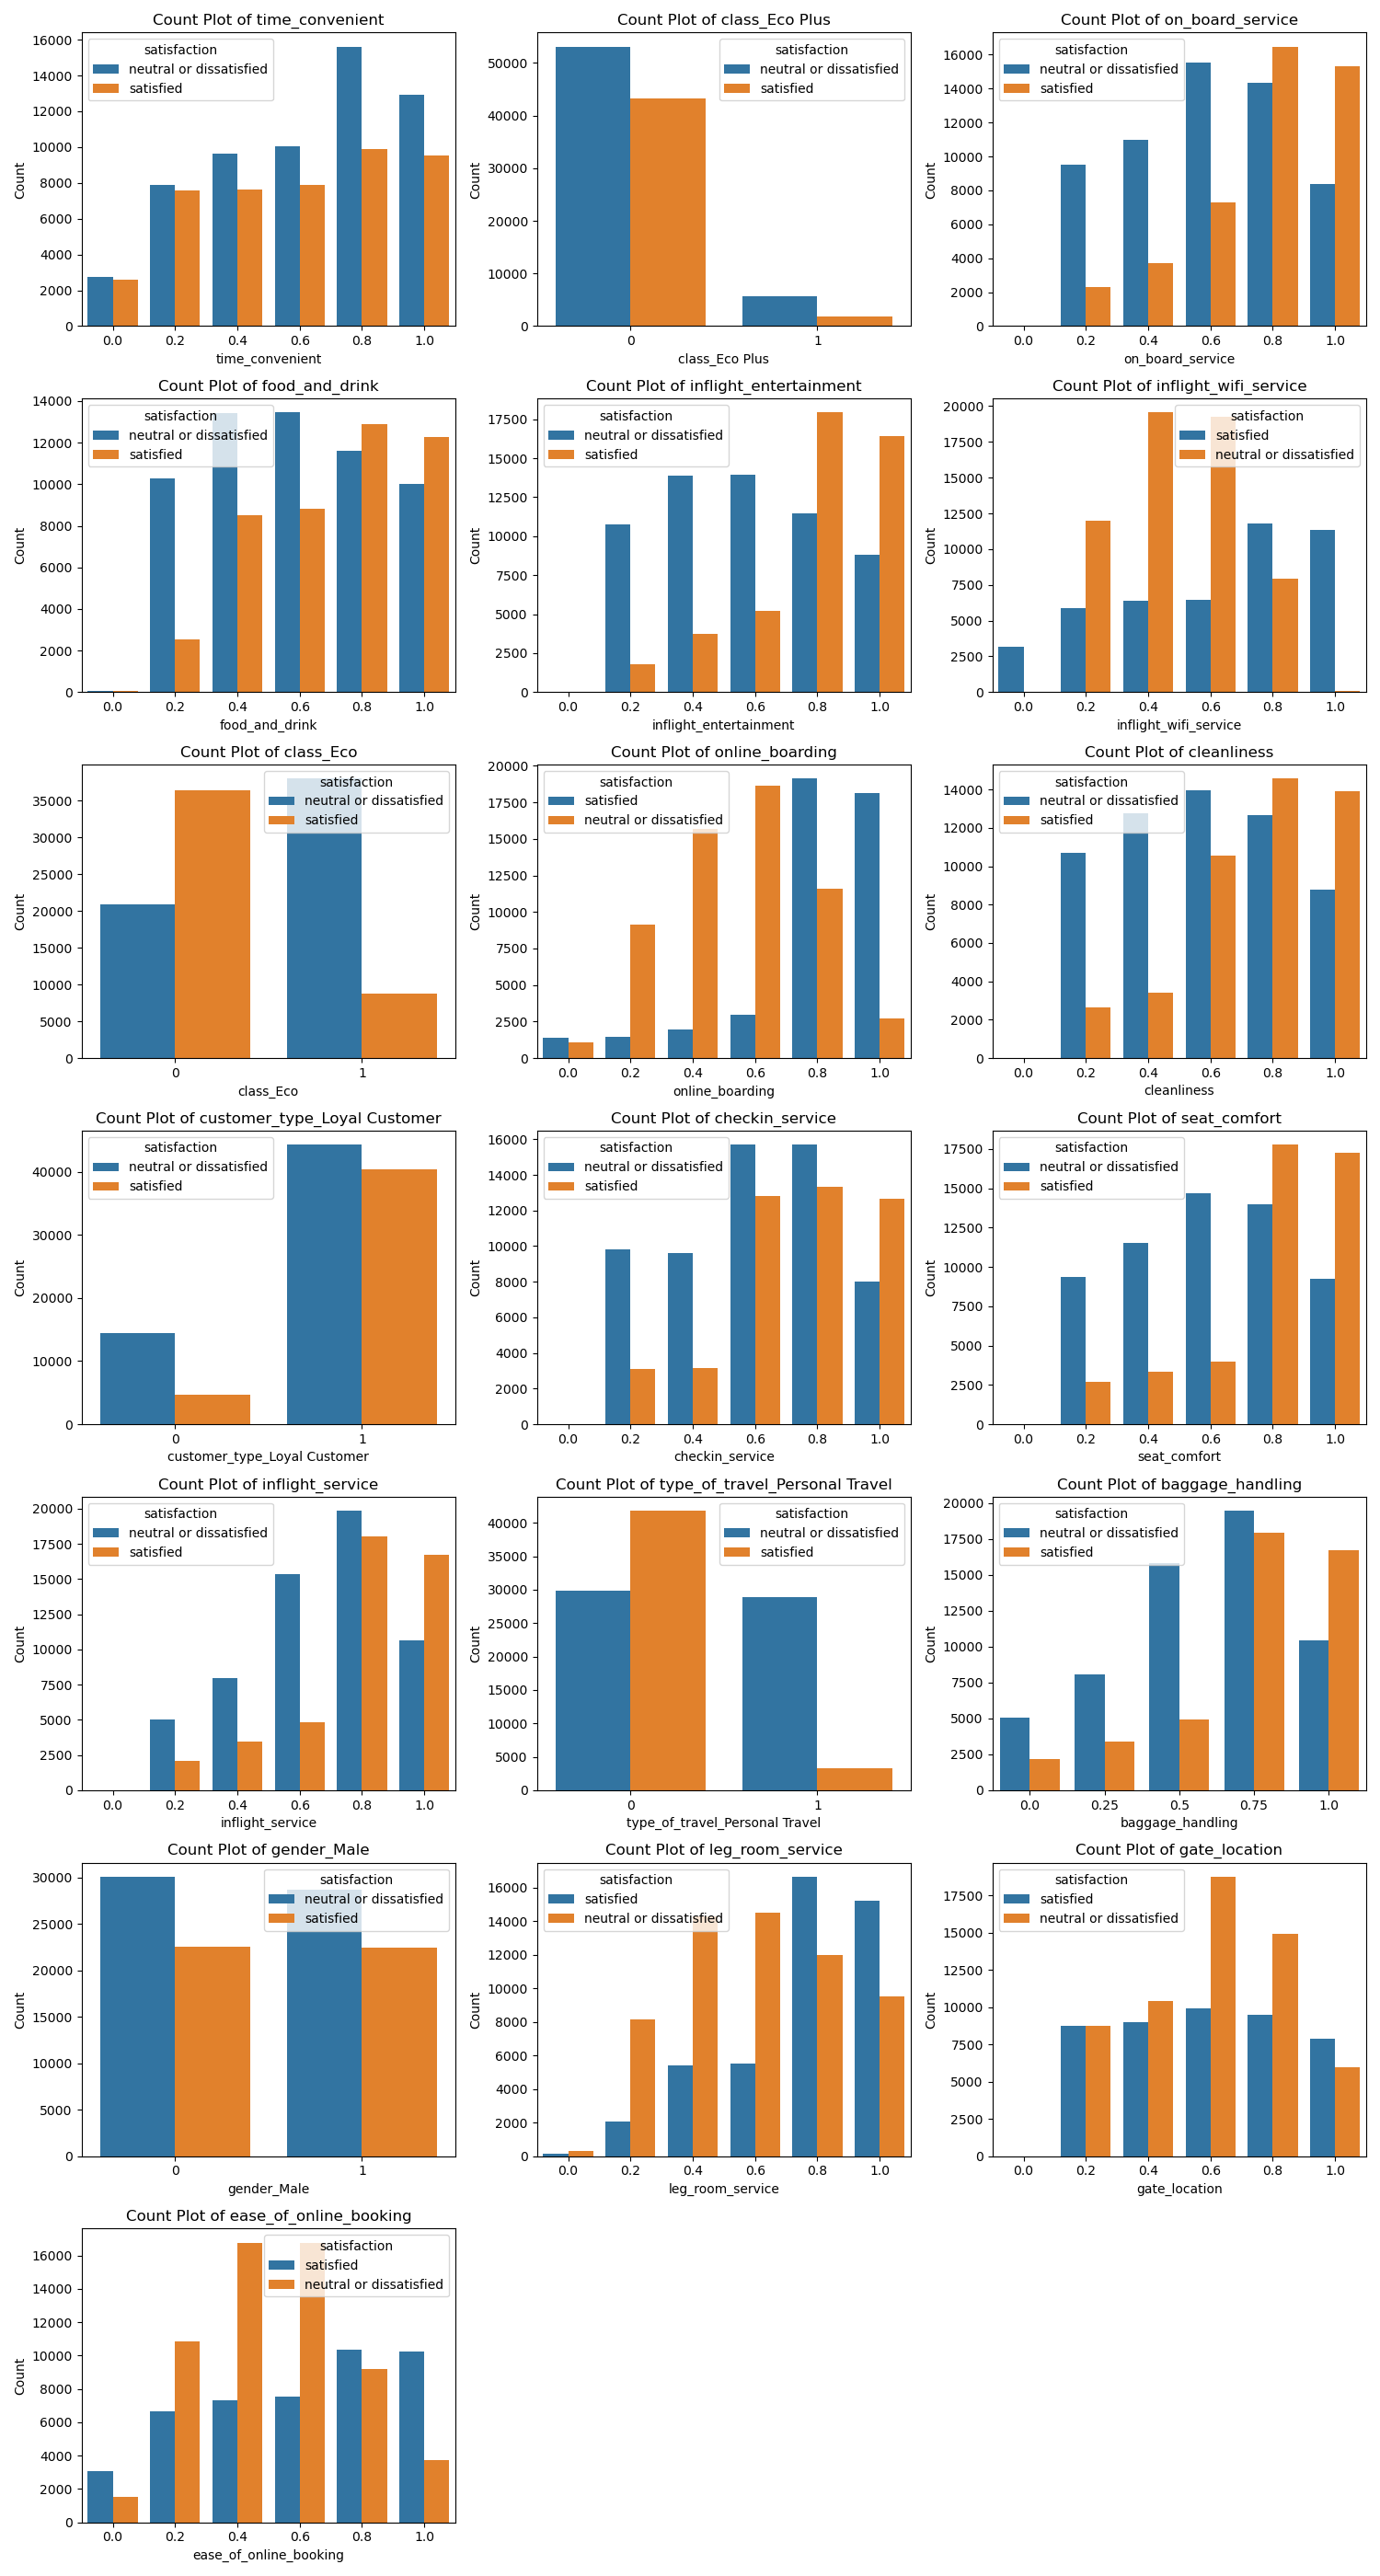 Count Plot of time_convenient
satisfaction
neutral or dissatisfied
satisfied
Count
16000
14000
12000
10000
8000
6000
4000
2000
0
0.0 0.2 0.4 0.6 0.8 1.0
time_convenient
Count Plot of class_Eco Plus
satisfaction
neutral or dissatisfied
satisfied
Count
50000
40000
30000
20000
10000
0
0 1
class_Eco Plus
Count Plot of on_board_service
satisfaction
neutral or dissatisfied
satisfied
Count
16000
14000
12000
10000
8000
6000
4000
2000
0
0.0 0.2 0.4 0.6 0.8 1.0
on_board_service
Count Plot of food_and_drink
satisfaction
neutral or dissatisfied
satisfied
Count
14000
12000
10000
8000
6000
4000
2000
0
0.0 0.2 0.4 0.6 0.8 1.0
food_and_drink
Count Plot of inflight_entertainment
satisfaction
neutral or dissatisfied
satisfied
Count
17500
15000
12500
10000
7500
5000
2500
0
0.0 0.2 0.4 0.6 0.8 1.0
inflight_entertainment
Count Plot of inflight_wifi_service
satisfaction
satisfied
neutral or dissatisfied
Count
20000
17500
15000
12500
10000
7500
5000
2500
0
0.0 0.2 0.4 0.6 0.8 1.0
inflight_wifi_service
Count Plot of class_Eco
satisfaction
neutral or dissatisfied
satisfied
Count
35000
30000
25000
20000
15000
10000
5000
0
0 1
class_Eco
Count Plot of online_boarding
satisfaction
satisfied
neutral or dissatisfied
Count
20000
17500
15000
12500
10000
7500
5000
2500
0
0.0 0.2 0.4 0.6 0.8 1.0
online_boarding
Count Plot of cleanliness
satisfaction
neutral or dissatisfied
satisfied
Count
14000
12000
10000
8000
6000
4000
2000
0
0.0 0.2 0.4 0.6 0.8 1.0
cleanliness
Count Plot of customer_type_Loyal Customer
satisfaction
neutral or dissatisfied
satisfied
Count
40000
30000
20000
10000
0
0 1
customer_type_Loyal Customer
Count Plot of checkin_service
satisfaction
neutral or dissatisfied
satisfied
Count
16000
14000
12000
10000
8000
6000
4000
2000
0
0.0 0.2 0.4 0.6 0.8 1.0
checkin_service
Count Plot of seat_comfort
satisfaction
neutral or dissatisfied
satisfied
Count
17500
15000
12500
10000
7500
5000
2500
0
0.0 0.2 0.4 0.6 0.8 1.0
seat_comfort
Count Plot of inflight_service
satisfaction
neutral or dissatisfied
satisfied
Count
20000
17500
15000
12500
10000
7500
5000
2500
0
0.0 0.2 0.4 0.6 0.8 1.0
inflight_service
Count Plot of type_of_travel_Personal Travel
satisfaction
neutral or dissatisfied
satisfied
Count
40000
35000
30000
25000
20000
15000
10000
5000
0
0 1
type_of_travel_Personal Travel
Count Plot of baggage_handling
satisfaction
neutral or dissatisfied
satisfied
Count
20000
17500
15000
12500
10000
7500
5000
2500
0
0.0 0.25 0.5 0.75 1.0
baggage_handling
Count Plot of gender_Male
satisfaction
neutral or dissatisfied
satisfied
Count
30000
25000
20000
15000
10000
5000
0
0 1
gender_Male
Count Plot of leg_room_service
satisfaction
satisfied
neutral or dissatisfied
Count
16000
14000
12000
10000
8000
6000
4000
2000
0
0.0 0.2 0.4 0.6 0.8 1.0
leg_room_service
Count Plot of gate_location
satisfaction
satisfied
neutral or dissatisfied
Count
17500
15000
12500
10000
7500
5000
2500
0
0.0 0.2 0.4 0.6 0.8 1.0
gate_location
Count Plot of ease_of_online_booking
satisfaction
satisfied
neutral or dissatisfied
Count
16000
14000
12000
10000
8000
6000
4000
2000
0
0.0 0.2 0.4 0.6 0.8 1.0
ease_of_online_booking